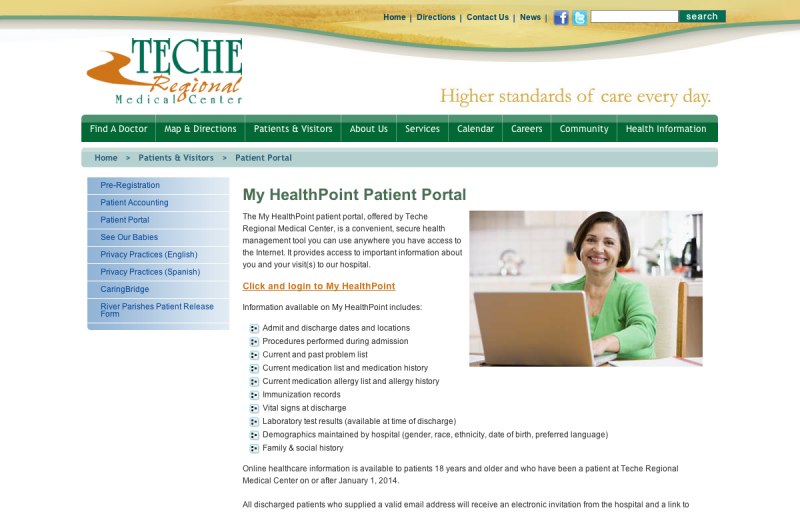 Home | Directions | Contact Us | News |
search
TECHE
Regional
Medical Center
Higher standards of care every day.
Find A Doctor
Map & Directions
Patients & Visitors
About Us
Services
Calendar
Careers
Community
Health Information
Home > Patients & Visitors > Patient Portal
Pre-Registration
Patient Accounting
Patient Portal
See Our Babies
Privacy Practices (English)
Privacy Practices (Spanish)
CaringBridge
River Parishes Patient Release
Form
My HealthPoint Patient Portal
The My HealthPoint patient portal, offered by Teche
Regional Medical Center, is a convenient, secure health
management tool you can use anywhere you have access to
the Internet. It provides access to important information about
you and your visit(s) to our hospital.
Click and login to My HealthPoint
Information available on My HealthPoint includes:
Admit and discharge dates and locations
Procedures performed during admission
Current and past problem list
Current medication list and medication history
Current medication allergy list and allergy history
Immunization records
Vital signs at discharge
Laboratory test results (available at time of discharge)
Demographics maintained by hospital (gender, race, ethnicity, date of birth, preferred language)
Family & social history
Online healthcare information is available to patients 18 years and older and who have been a patient at Teche Regional
Medical Center on or after January 1, 2014.
All discharged patients who supplied a valid email address will receive an electronic invitation from the hospital and a link to